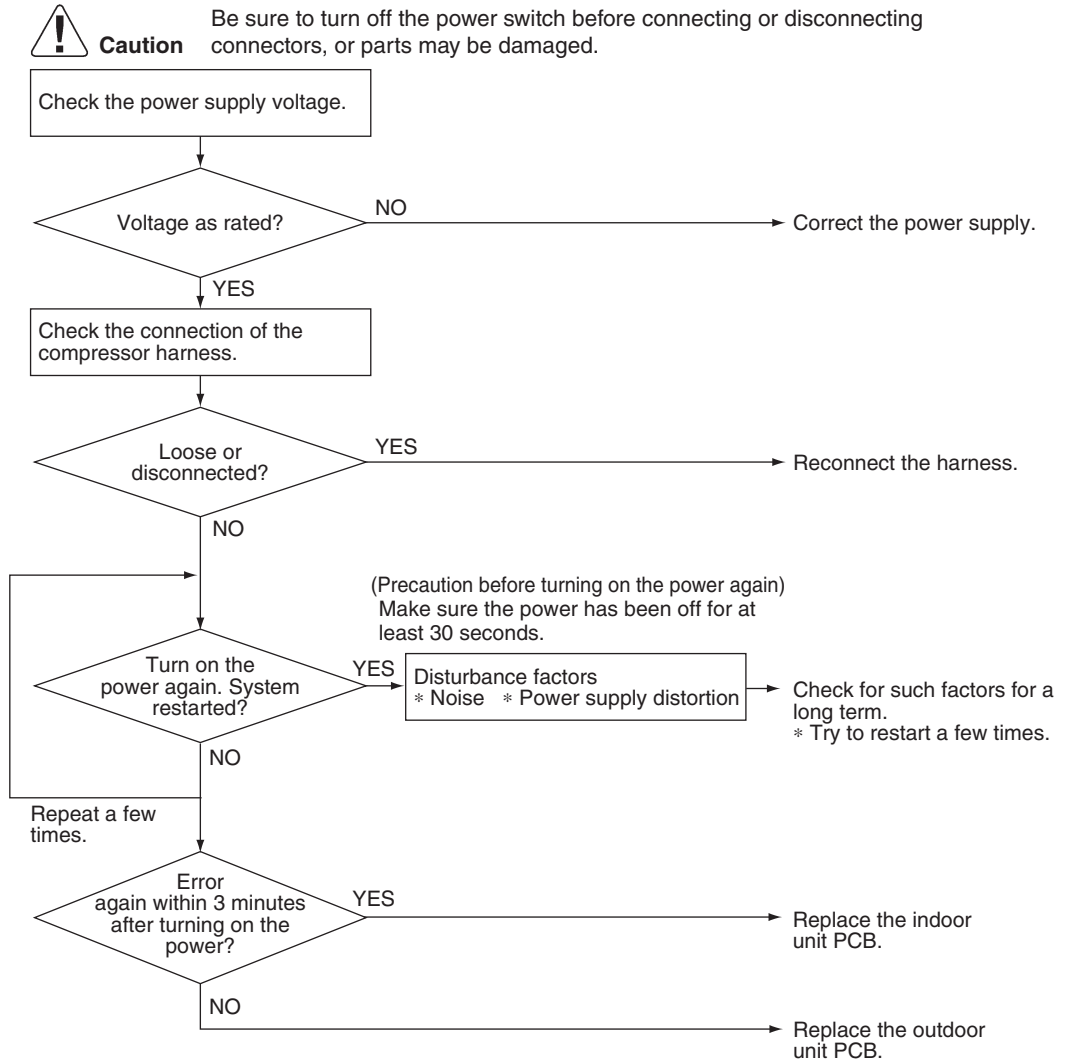 Caution
Be sure to turn off the power switch before connecting or disconnecting
connectors, or parts may be damaged.
Check the power supply voltage.
Voltage as rated?
NO
Correct the power supply.
YES
Check the connection of the
compressor harness.
Loose or
disconnected?
YES
Reconnect the harness.
NO
(Precaution before turning on the power again)
Make sure the power has been off for at
least 30 seconds.
Turn on the
power again. System
restarted?
YES
Disturbance factors
* Noise * Power supply distortion
Check for such factors for a
long term.
* Try to restart a few times.
NO
Repeat a few
times.
Error
again within 3 minutes
after turning on the
power?
YES
Replace the indoor
unit PCB.
NO
Replace the outdoor
unit PCB.